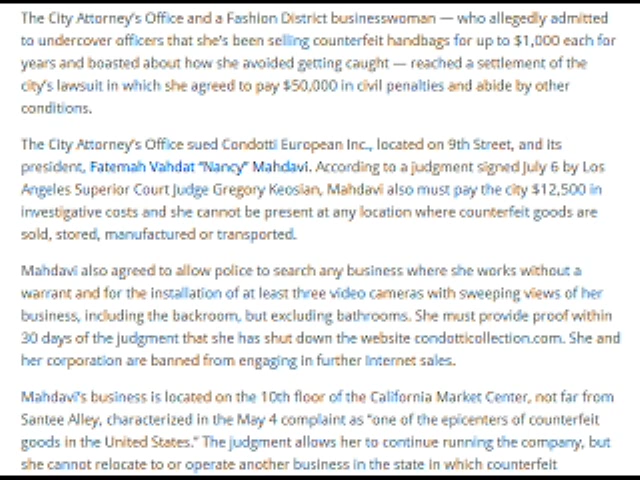 The City Attorney's Office and a Fashion District businesswoman — who allegedly admitted
to undercover officers that she's been selling counterfeit handbags for up to $1,000 each for
years and boasted about how she avoided getting caught — reached a settlement of the
city's lawsuit in which she agreed to pay $50,000 in civil penalties and abide by other
conditions.
The City Attorney's Office sued Condotti European Inc., located on 9th Street, and its
president, Fatemah Vahdat "Nancy" Mahdavi. According to a judgment signed July 6 by Los
Angeles Superior Court Judge Gregory Keosian, Mahdavi also must pay the city $12,500 in
investigative costs and she cannot be present at any location where counterfeit goods are
sold, stored, manufactured or transported.
Mahdavi also agreed to allow police to search any business where she works without a
warrant and for the installation of at least three video cameras with sweeping views of her
business, including the backroom, but excluding bathrooms. She must provide proof within
30 days of the judgment that she has shut down the website condotticollection.com. She and
her corporation are banned from engaging in further Internet sales.
Mahdavi's business is located on the 10th floor of the California Market Center, not far from
Santee Alley, characterized in the May 4 complaint as "one of the epicenters of counterfeit
goods in the United States." The judgment allows her to continue running the company, but
she cannot relocate to or operate another business in the state in which counterfeit